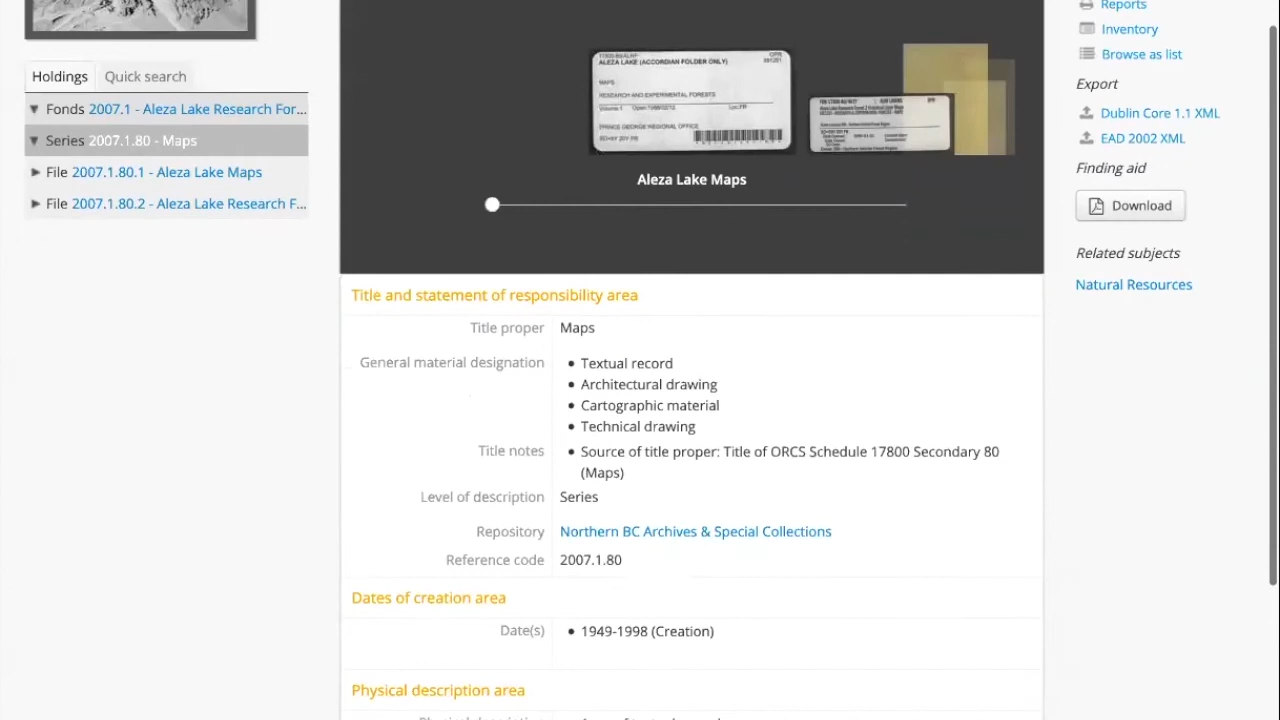 Holdings
Quick search
Fonds 2007.1 - Aleza Lake Research For...
Series 2007. Maps
File 2007.1.80.1 - Aleza Lake Maps
File 2007.1.80.2 - Aleza Lake Research F...
ALEZA LAKE (ACCORDIAN FOLDER ONLY)
MAPS
RESEARCH AND EXPERIMENTAL FORESTS
PRINCE GEORGE REGIONAL OFFICE
Aleza Lake Maps
Title and statement of responsibility area
Title proper Maps
General material designation
• Textual record
• Architectural drawing
• Cartographic material
• Technical drawing
Title notes • Source of title proper: Title of ORCS Schedule 17800 Secondary 80
(Maps)
Level of description Series
Repository Northern BC Archives & Special Collections
Reference code 2007.1.80
Dates of creation area
Date(s) • 1949-1998 (Creation)
Physical description area
Reports
Inventory
Browse as list
Export
Dublin Core 1.1 XML
EAD 2002 XML
Finding aid
Download
Related subjects
Natural Resources